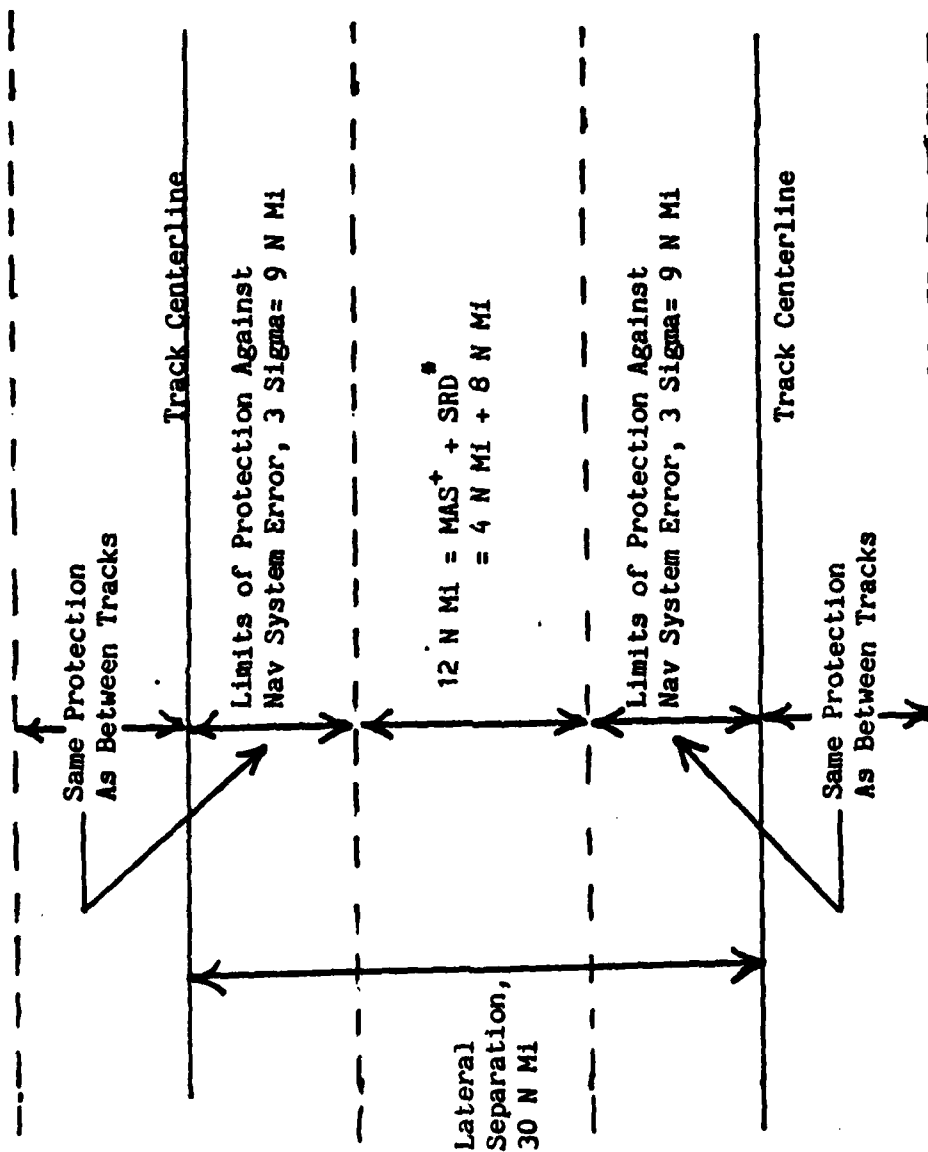 Same Protection
As Between Tracks
Track Centerline
Limits of Protection Against
Nav System Error, 3 Sigma= 9 N Mi
12 N Mi = MAS+ + SRD*
= 4 N Mi + 8 N Mi
Lateral
Separation,
30 N Mi
Limits of Protection Against
Nav System Error, 3 Sigma= 9 N Mi
Track Centerline
Same Protection
As Between Tracks